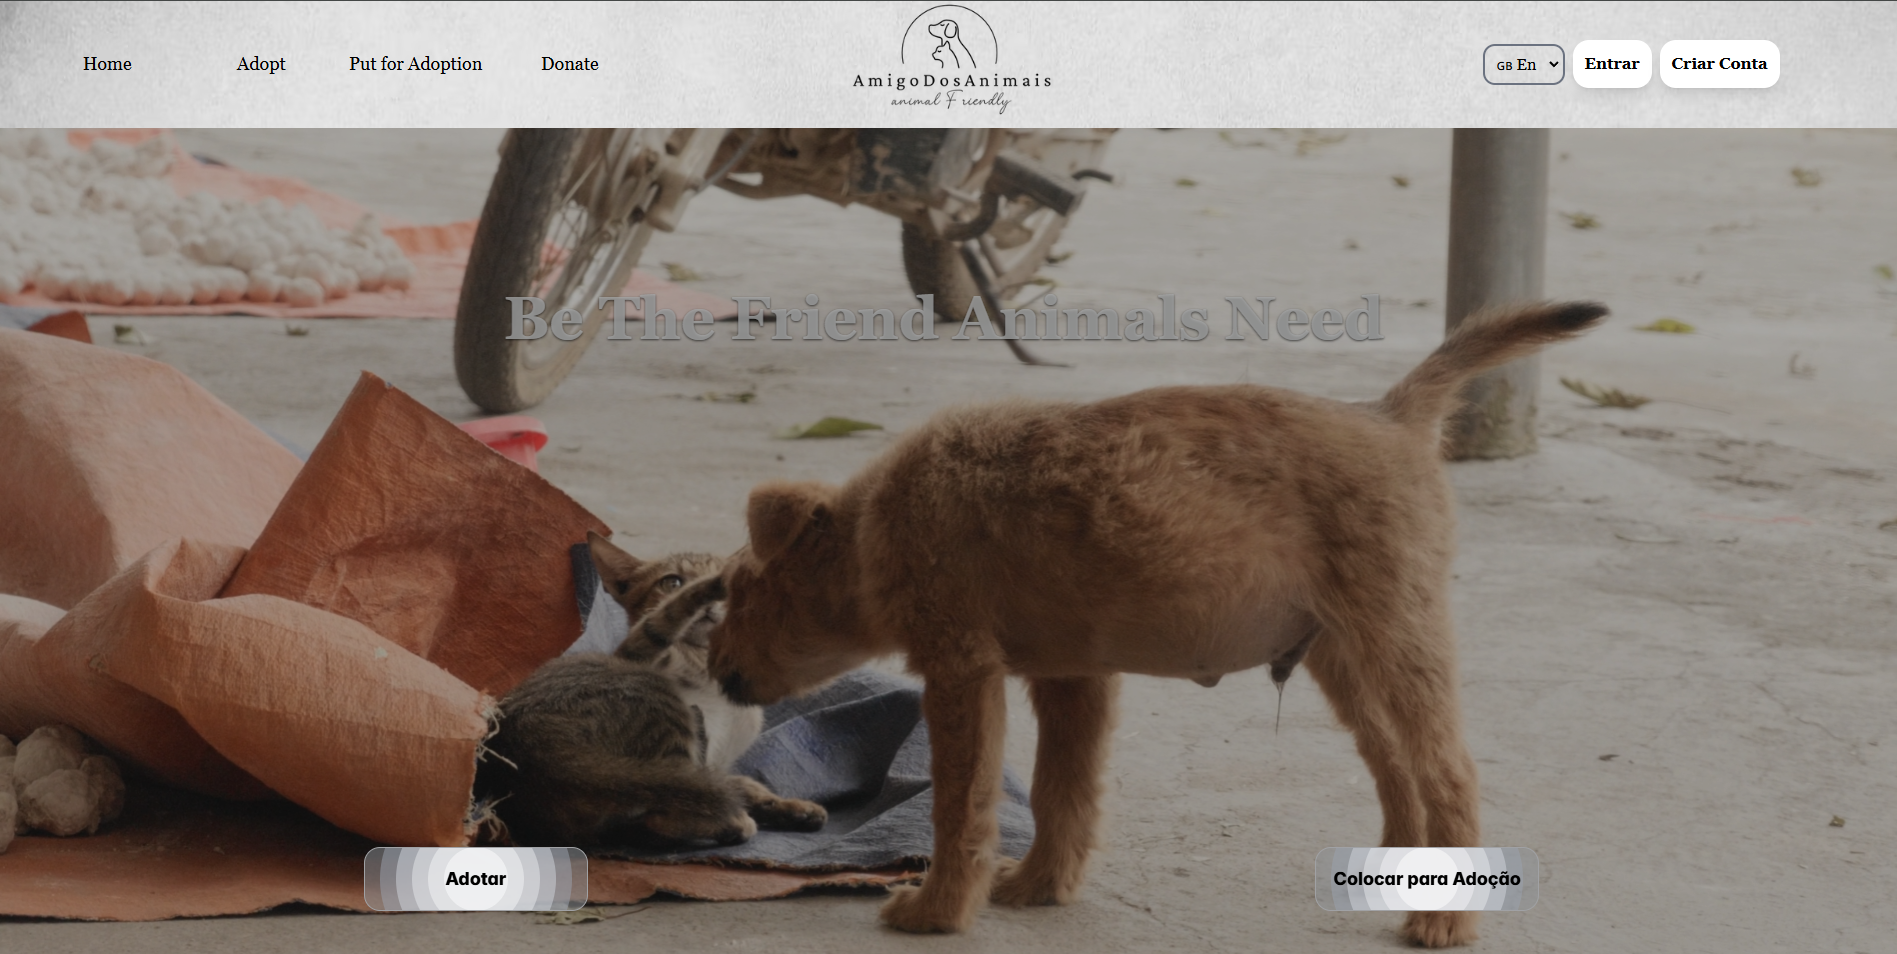 Home
Adopt
Put for Adoption
Donate
AmigoDosAnimais
animal Friendly
GB En
Entrar
Criar Conta
Be The Friend Animals Need
Adotar
Colocar para Adoção